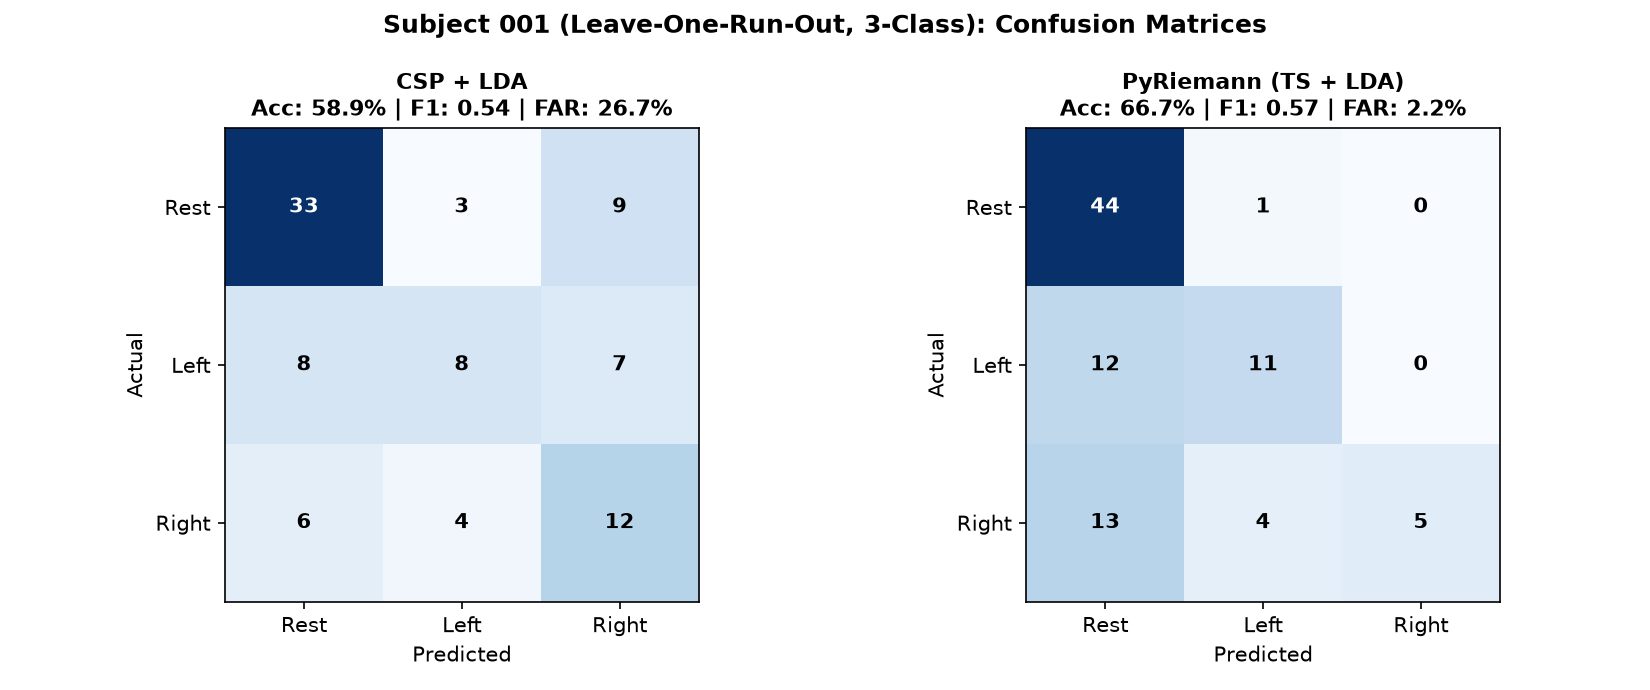 Subject 001 (Leave-One-Run-Out, 3-Class): Confusion Matrices
CSP + LDA
Acc: 58.9% | F1: 0.54 | FAR: 26.7%
Actual
Rest
33
3
9
Left
8
8
7
Right
6
4
12
Rest
Left
Right
Predicted
PyRiemann (TS + LDA)
Acc: 66.7% | F1: 0.57 | FAR: 2.2%
Actual
Rest
44
1
0
Left
12
11
0
Right
13
4
5
Rest
Left
Right
Predicted